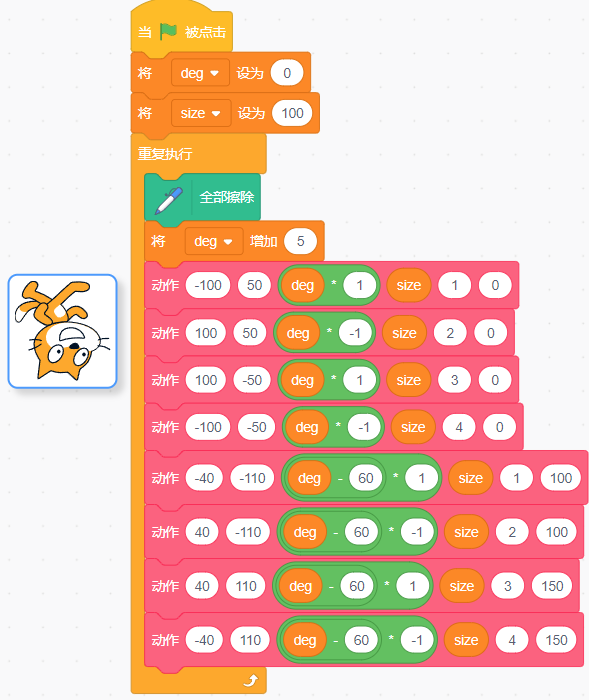 当 被点击
将 deg 设为 0
将 size 设为 100
重复执行
全部擦除
将 deg 增加 5
动作 -100 50 deg * 1 size 1 0
动作 100 50 deg * -1 size 2 0
动作 100 -50 deg * 1 size 3 0
动作 -100 -50 deg * -1 size 4 0
动作 -40 -110 deg - 60 * 1 size 1 100
动作 40 -110 deg - 60 * -1 size 2 100
动作 40 110 deg - 60 * 1 size 3 150
动作 -40 110 deg - 60 * -1 size 4 150